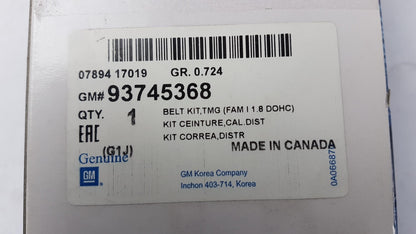 07894 17019 GR. 0.724
GM# 93745368
QTY. 1 BELT KIT,TMG (FAM I 1.8 DOHC)
KIT CEINTURE,CAL.DIST
EAC KIT CORREA,DISTR
(G1J) MADE IN CANADA
Genuine
GM GM Korea Company
Inchon 403-714, Korea
0A06687